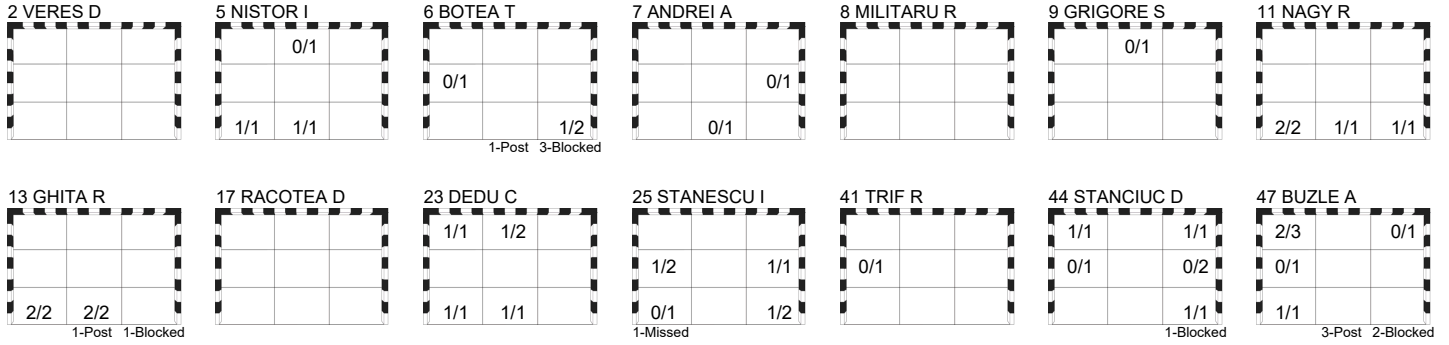 2 VERES D 5 NISTOR I 6 BOTEA T 7 ANDREI A 8 MILITARU R 9 GRIGORE S 11 NAGY R
0/1 0/1
0/1 0/1
1/1 1/1 1/2 0/1 2/2 1/1 1/1
1-Post 3-Blocked
13 GHITA R 17 RACOTEA D 23 DEDU C 25 STANESCU I 41 TRIF R 44 STANCIUC D 47 BUZLE A
1/1 1/2 1/1 1/1 2/3 0/1
1/2 1/1 0/1 0/1 0/2 0/1
2/2 2/2 1/1 1/1 0/1 1/2 1/1 1/1
1-Post 1-Blocked 1-Missed 1-Blocked 3-Post 2-Blocked